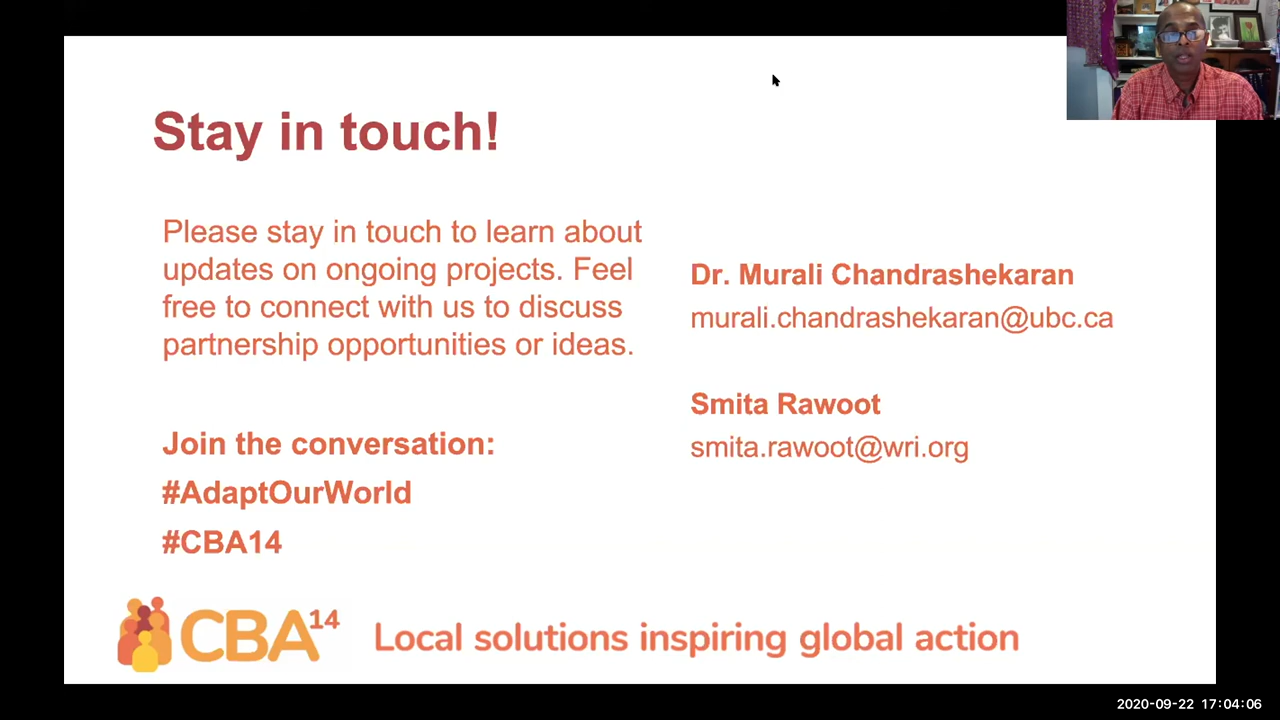 Stay in touch!
Please stay in touch to learn about
updates on ongoing projects. Feel
free to connect with us to discuss
partnership opportunities or ideas.
Join the conversation:
#AdaptOurWorld
#CBA14
Dr. Murali Chandrashekaran
murali.chandrashekaran@ubc.ca
Smita Rawoot
smita.rawoot@wri.org
CBA14
Local solutions inspiring global action
2020-09-22 17:04:06